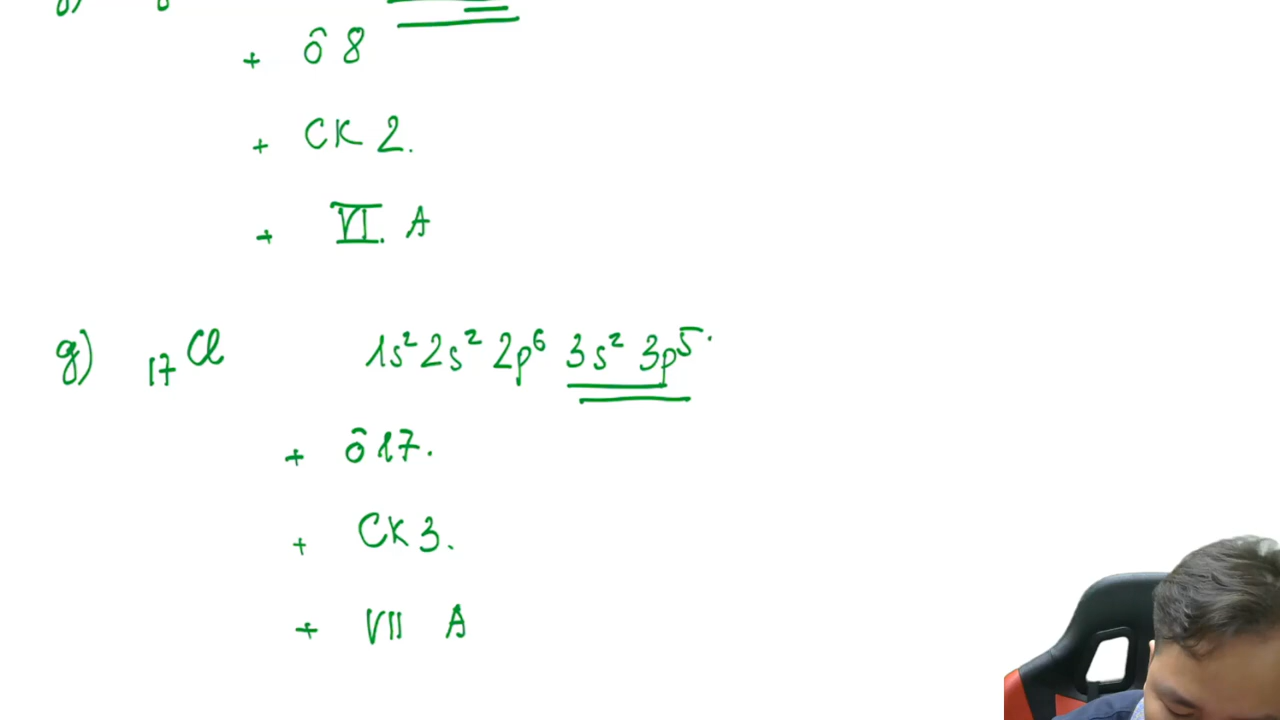 + ô 8
+ CK 2.
+ VI. A
g) ₁₇Cl 1s² 2s² 2p⁶ 3s² 3p⁵.
+ ô 17.
+ CK 3.
+ VII A